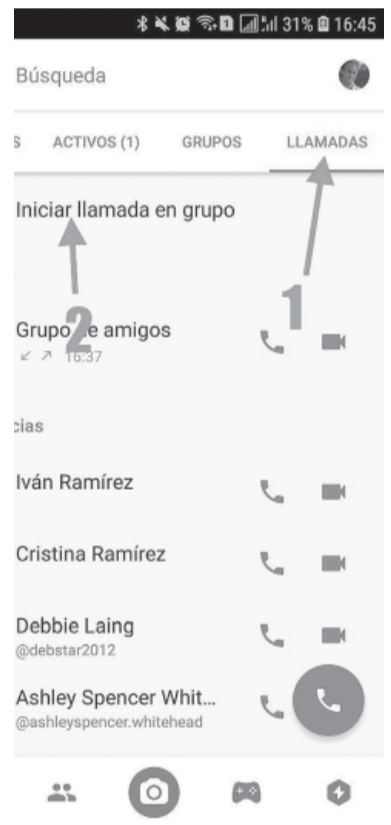 31% 16:45
Búsqueda
S ACTIVOS (1) GRUPOS LLAMADAS
Iniciar llamada en grupo
1
2
Grupo de amigos
16:37
cias
Iván Ramírez
Cristina Ramírez
Debbie Laing
@debstar2012
Ashley Spencer Whit...
@ashleyspencer.whitehead